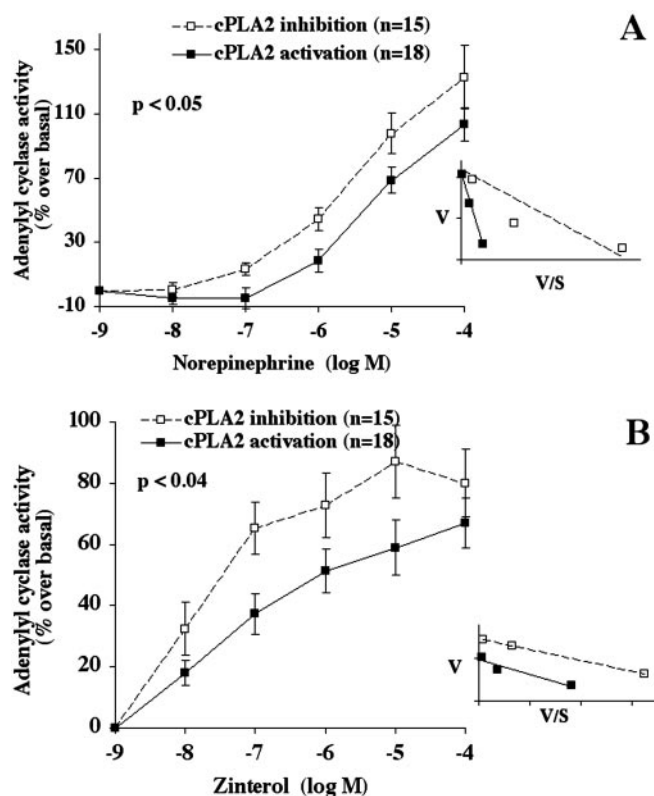 A
cPLA2 inhibition (n=15)
cPLA2 activation (n=18)
p < 0.05
Adenylyl cyclase activity
(% over basal)
150
110
70
30
-10
-9 -8 -7 -6 -5 -4
Norepinephrine (log M)
V
V/S
B
cPLA2 inhibition (n=15)
cPLA2 activation (n=18)
p < 0.04
Adenylyl cyclase activity
(% over basal)
100
80
60
40
20
0
-9 -8 -7 -6 -5 -4
Zinterol (log M)
V
V/S